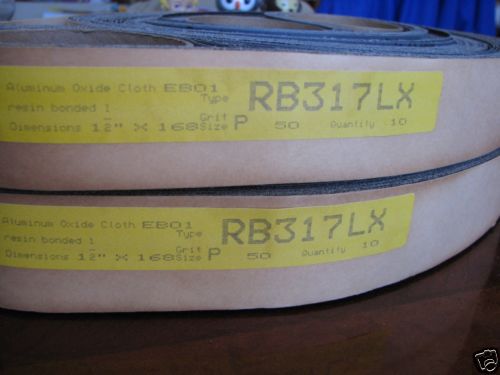 Aluminum Oxide Cloth EB01
Type RB317LX
resin bonded 1
Grit
Dimensions 1½" X 168 Size P 50 Quantity 10
Aluminum Oxide Cloth EB01
Type RB317LX
resin bonded 1
Grit
Dimensions 1½" X 168 Size P 50 Quantity 10